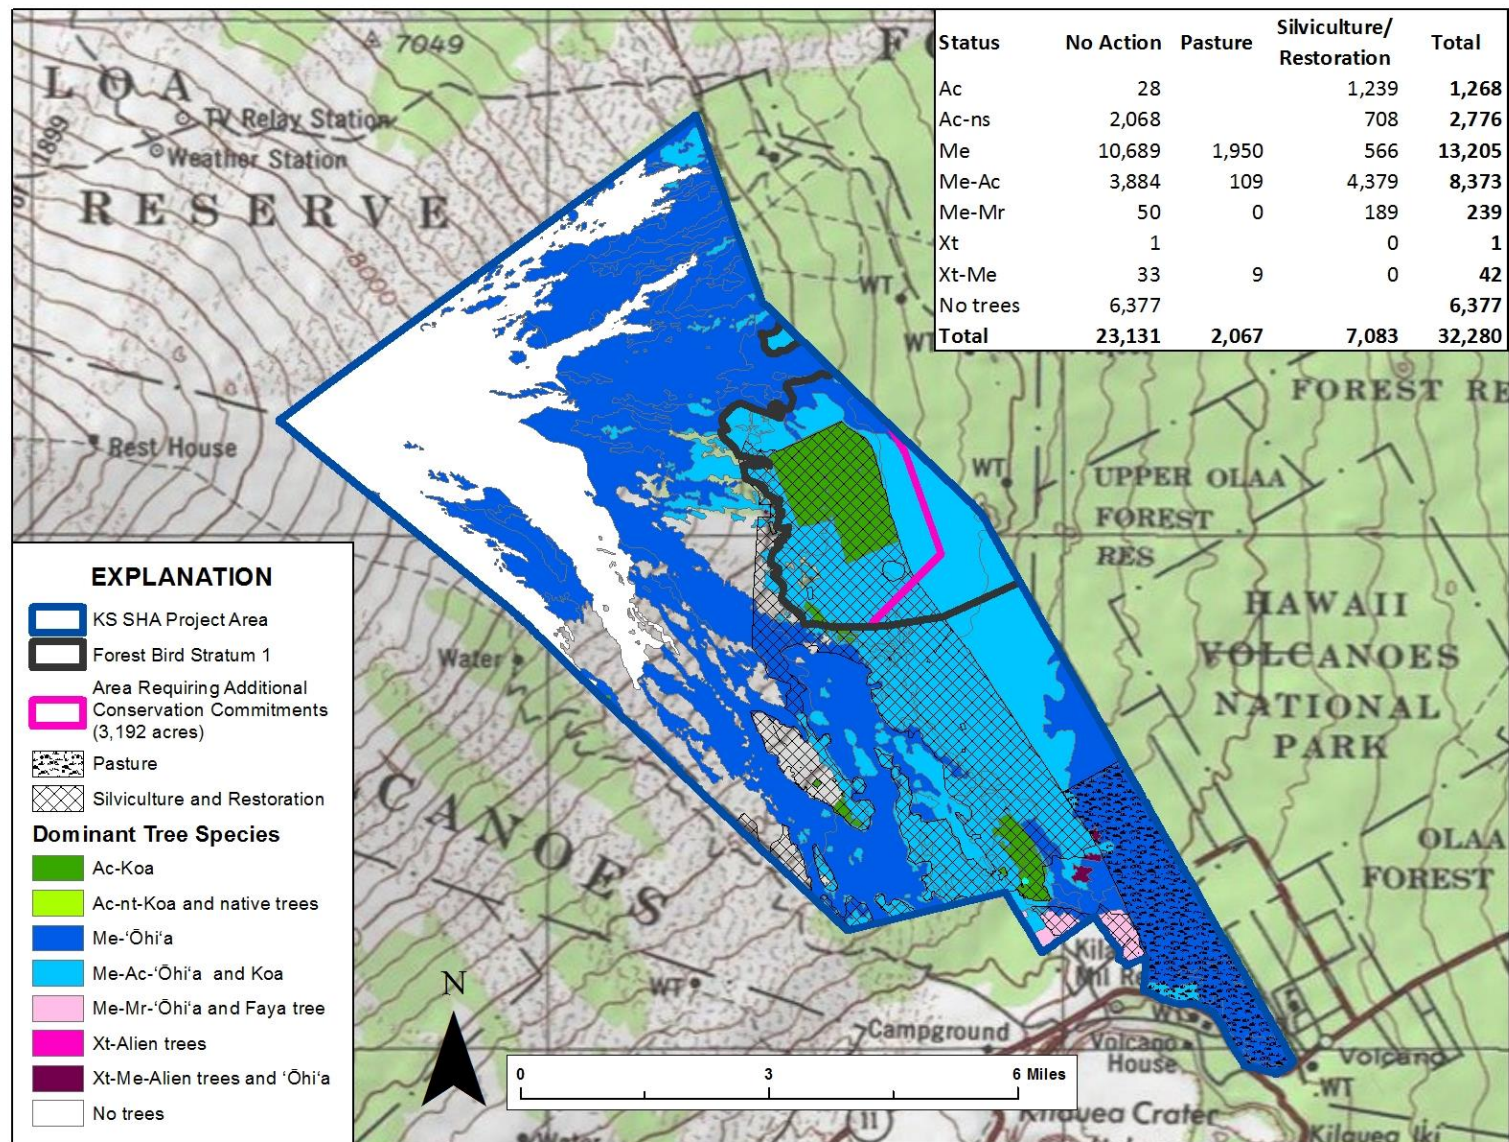 7049
LOA
TV Relay Station
Weather Station
1899
RESERVE
8000
Rest House
Status No Action Pasture Silviculture/ Restoration Total
Ac 28 1,239 1,268
Ac-ns 2,068 708 2,776
Me 10,689 1,950 566 13,205
Me-Ac 3,884 109 4,379 8,373
Me-Mr 50 0 189 239
Xt 1 0 1
Xt-Me 33 9 0 42
No trees 6,377 6,377
Total 23,131 2,067 7,083 32,280
WT
WT
FOREST RE
WT
UPPER OLAA
FOREST
RES
HAWAII
VOLCANOES
NATIONAL
PARK
OLAA
FOREST
Water
CANOES
WT
Campground
Volcano
House
WT
Volcano
WT
Kilauea Crater
Kilauea Iki
11
Water
EXPLANATION
KS SHA Project Area
Forest Bird Stratum 1
Area Requiring Additional
Conservation Commitments
(3,192 acres)
Pasture
Silviculture and Restoration
Dominant Tree Species
Ac-Koa
Ac-nt-Koa and native trees
Me-ʻŌhiʻa
Me-Ac-ʻŌhiʻa and Koa
Me-Mr-ʻŌhiʻa and Faya tree
Xt-Alien trees
Xt-Me-Alien trees and ʻŌhiʻa
No trees
N
0 3 6 Miles